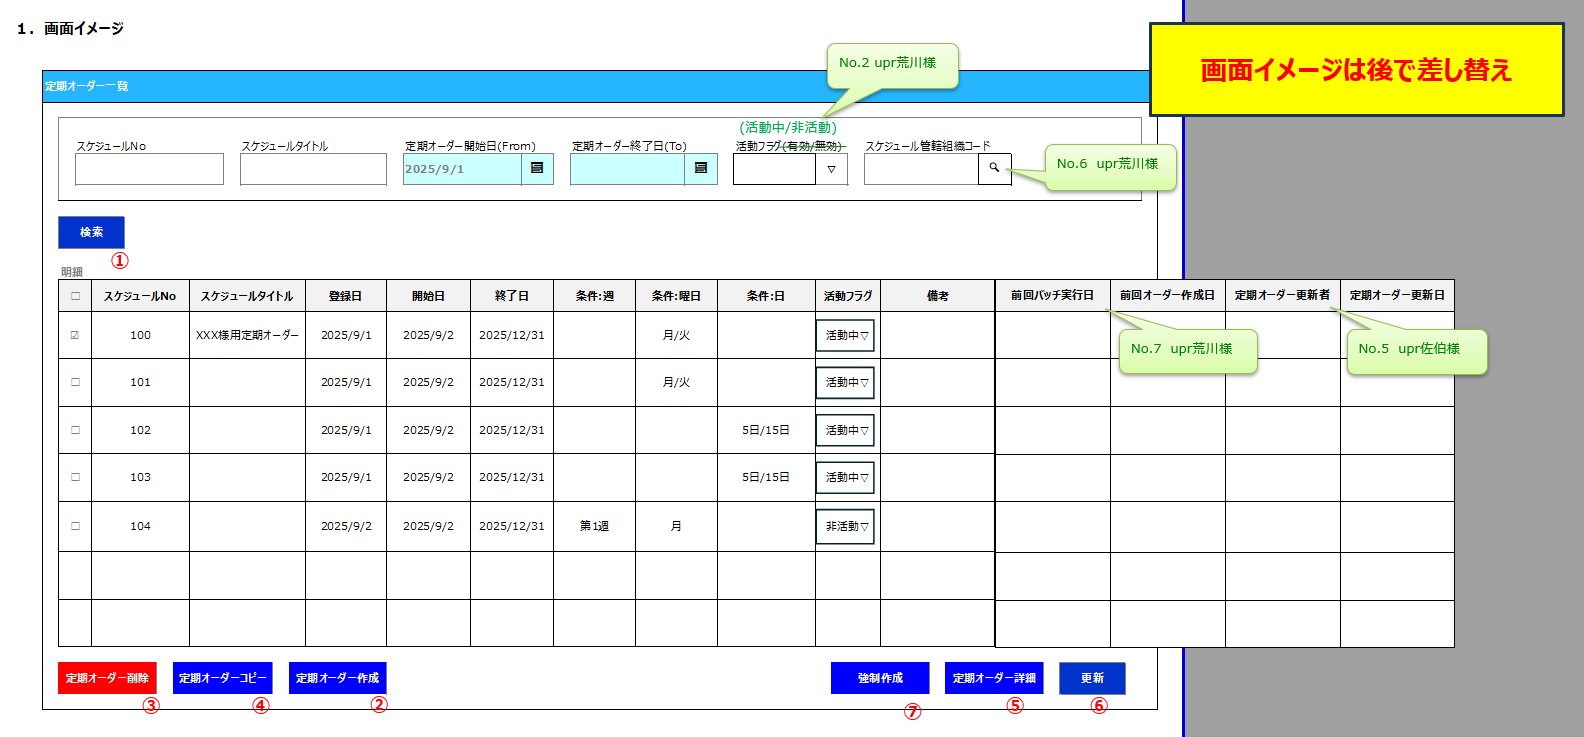 1. 画面イメージ
画面イメージは後で差し替え
No.2 upr荒川様
定期オーダー一覧
(活動中/非活動)
スケジュールNo スケジュールタイトル 定期オーダー開始日(From) 定期オーダー終了日(To) 活動フラグ(有効/無効) スケジュール管轄組織コード
2025/9/1 ▽
No.6 upr荒川様
検索
①
明細
□ スケジュールNo スケジュールタイトル 登録日 開始日 終了日 条件:週 条件:曜日 条件:日 活動フラグ 備考 前回バッチ実行日 前回オーダー作成日 定期オーダー更新者 定期オーダー更新日
☑ 100 XXX様用定期オーダー 2025/9/1 2025/9/2 2025/12/31 月/火 活動中▽
No.7 upr荒川様 No.5 upr佐伯様
□ 101 2025/9/1 2025/9/2 2025/12/31 月/火 活動中▽
□ 102 2025/9/1 2025/9/2 2025/12/31 5日/15日 活動中▽
□ 103 2025/9/1 2025/9/2 2025/12/31 5日/15日 活動中▽
□ 104 2025/9/2 2025/9/2 2025/12/31 第1週 月 非活動▽
定期オーダー削除 定期オーダーコピー 定期オーダー作成 強制作成 定期オーダー詳細 更新
③ ④ ② ⑦ ⑤ ⑥